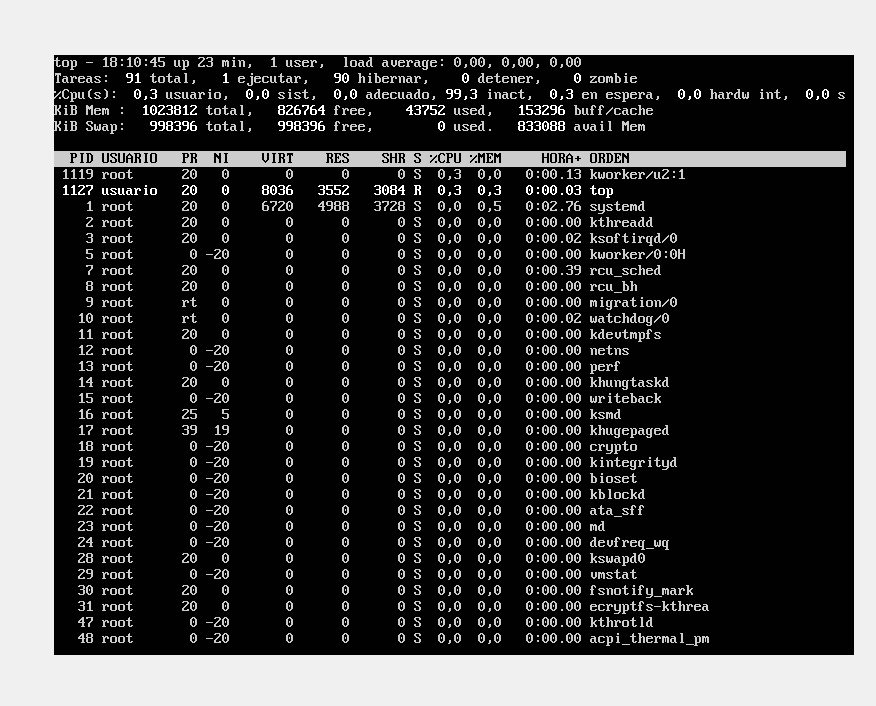 top - 18:10:45 up 23 min,  1 user,  load average: 0,00, 0,00, 0,00
Tareas:  91 total,   1 ejecutar,   90 hibernar,    0 detener,    0 zombie
%Cpu(s):  0,3 usuario,  0,0 sist,  0,0 adecuado, 99,3 inact,  0,3 en espera,  0,0 hardw int,  0,0 s
KiB Mem :  1023812 total,   826764 free,    43752 used,   153296 buff/cache
KiB Swap:   998396 total,   998396 free,        0 used.   833088 avail Mem
PID USUARIO   PR  NI    VIRT    RES    SHR S %CPU %MEM     HORA+ ORDEN
1119 root      20   0       0      0      0 S  0,3  0,0   0:00.13 kworker/u2:1
1127 usuario   20   0    8036   3552   3084 R  0,3  0,3   0:00.03 top
1 root      20   0    6720   4988   3728 S  0,0  0,5   0:02.76 systemd
2 root      20   0       0      0      0 S  0,0  0,0   0:00.00 kthreadd
3 root      20   0       0      0      0 S  0,0  0,0   0:00.02 ksoftirqd/0
5 root       0 -20       0      0      0 S  0,0  0,0   0:00.00 kworker/0:0H
7 root      20   0       0      0      0 S  0,0  0,0   0:00.39 rcu_sched
8 root      20   0       0      0      0 S  0,0  0,0   0:00.00 rcu_bh
9 root      rt   0       0      0      0 S  0,0  0,0   0:00.00 migration/0
10 root      rt   0       0      0      0 S  0,0  0,0   0:00.02 watchdog/0
11 root      20   0       0      0      0 S  0,0  0,0   0:00.00 kdevtmpfs
12 root       0 -20       0      0      0 S  0,0  0,0   0:00.00 netns
13 root       0 -20       0      0      0 S  0,0  0,0   0:00.00 perf
14 root      20   0       0      0      0 S  0,0  0,0   0:00.00 khungtaskd
15 root       0 -20       0      0      0 S  0,0  0,0   0:00.00 writeback
16 root      25   5       0      0      0 S  0,0  0,0   0:00.00 ksmd
17 root      39  19       0      0      0 S  0,0  0,0   0:00.00 khugepaged
18 root       0 -20       0      0      0 S  0,0  0,0   0:00.00 crypto
19 root       0 -20       0      0      0 S  0,0  0,0   0:00.00 kintegrityd
20 root       0 -20       0      0      0 S  0,0  0,0   0:00.00 bioset
21 root       0 -20       0      0      0 S  0,0  0,0   0:00.00 kblockd
22 root       0 -20       0      0      0 S  0,0  0,0   0:00.00 ata_sff
23 root       0 -20       0      0      0 S  0,0  0,0   0:00.00 md
24 root       0 -20       0      0      0 S  0,0  0,0   0:00.00 devfreq_wq
28 root      20   0       0      0      0 S  0,0  0,0   0:00.00 kswapd0
29 root       0 -20       0      0      0 S  0,0  0,0   0:00.00 vmstat
30 root      20   0       0      0      0 S  0,0  0,0   0:00.00 fsnotify_mark
31 root      20   0       0      0      0 S  0,0  0,0   0:00.00 ecryptfs-kthrea
47 root       0 -20       0      0      0 S  0,0  0,0   0:00.00 kthrotld
48 root       0 -20       0      0      0 S  0,0  0,0   0:00.00 acpi_thermal_pm